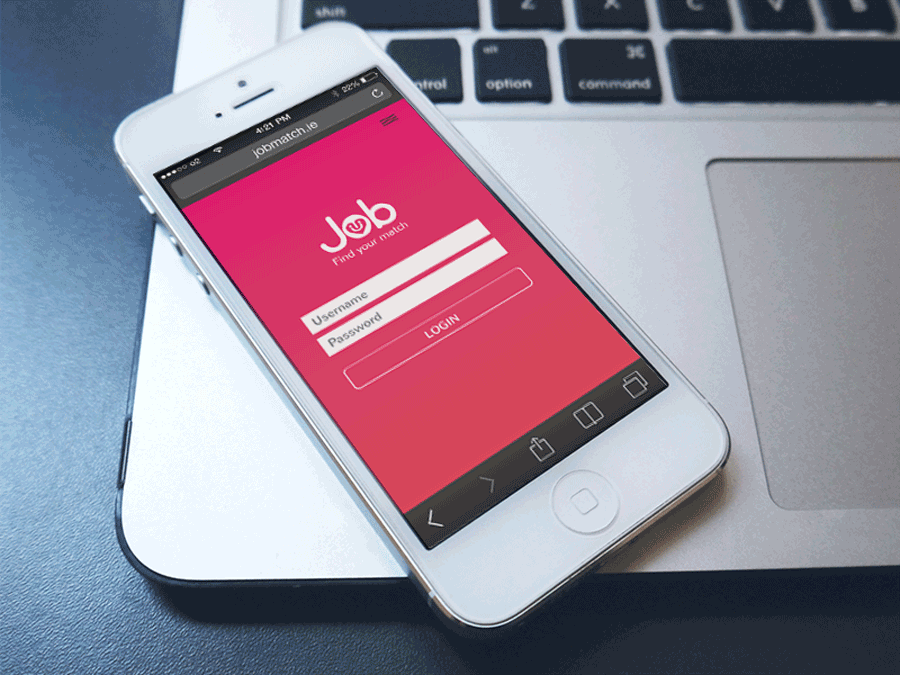 shift
Z
X
C
V
B
control
alt
option
⌘
command
●●●○○ o2
4:21 PM
22%
jobmatch.ie
Job
Find your match
Username
Password
LOGIN